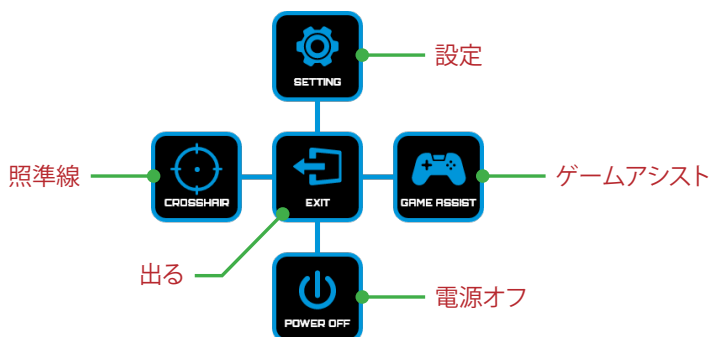 SETTING
設定
照準線
CROSSHAIR
EXIT
GAME ASSIST
ゲームアシスト
出る
POWER OFF
電源オフ